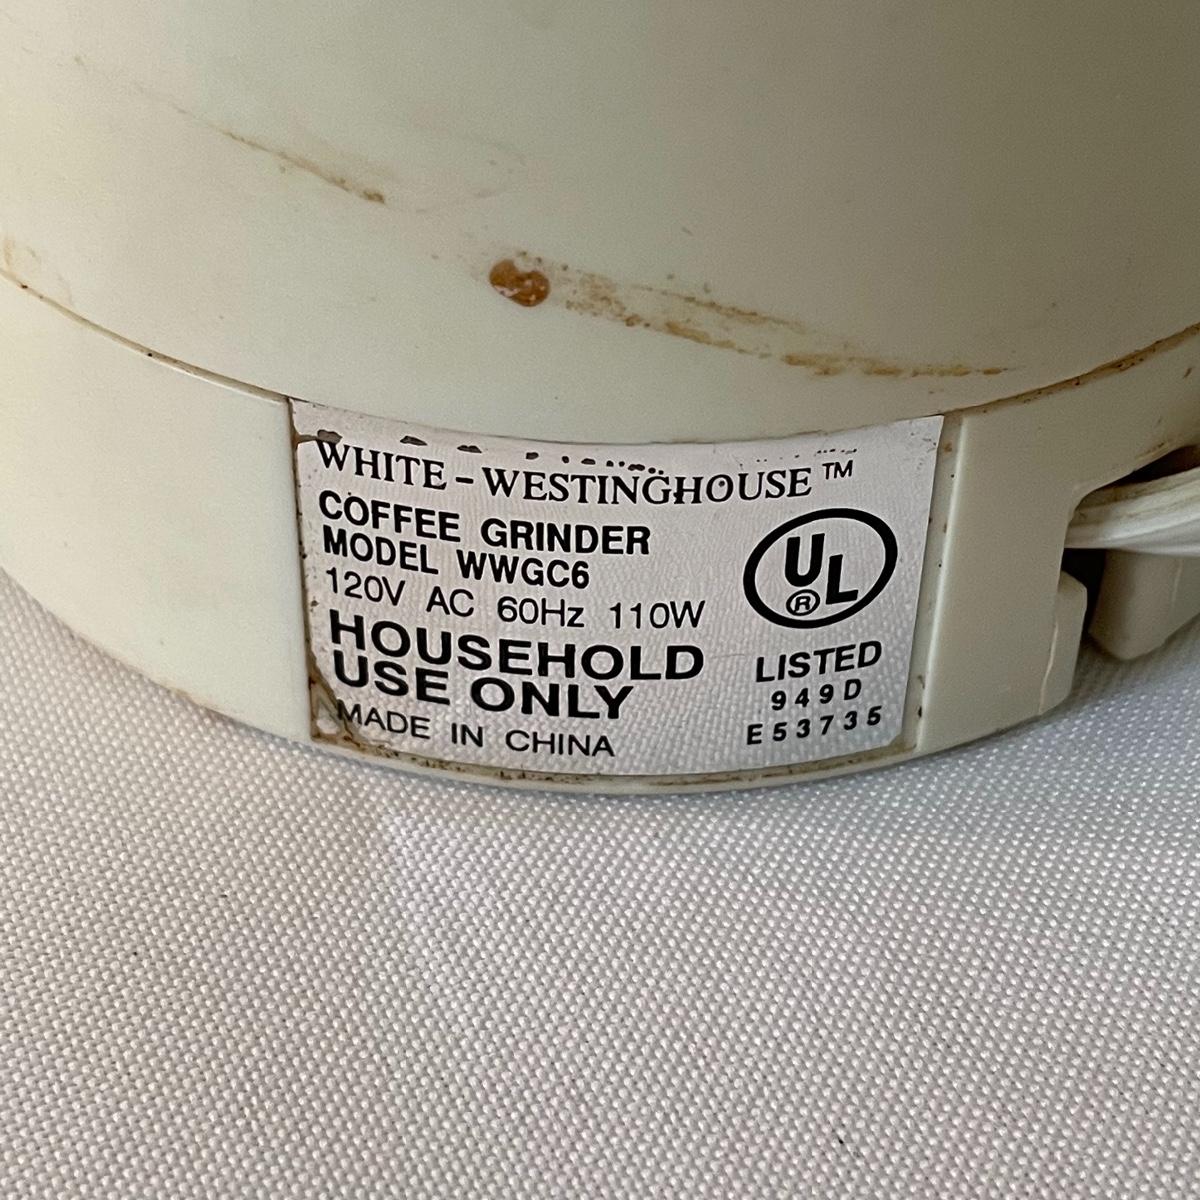 WHITE-WESTINGHOUSE™
COFFEE GRINDER
MODEL WWGC6
120V AC 60Hz 110W
HOUSEHOLD
USE ONLY
MADE IN CHINA
UL
®
LISTED
949D
E53735